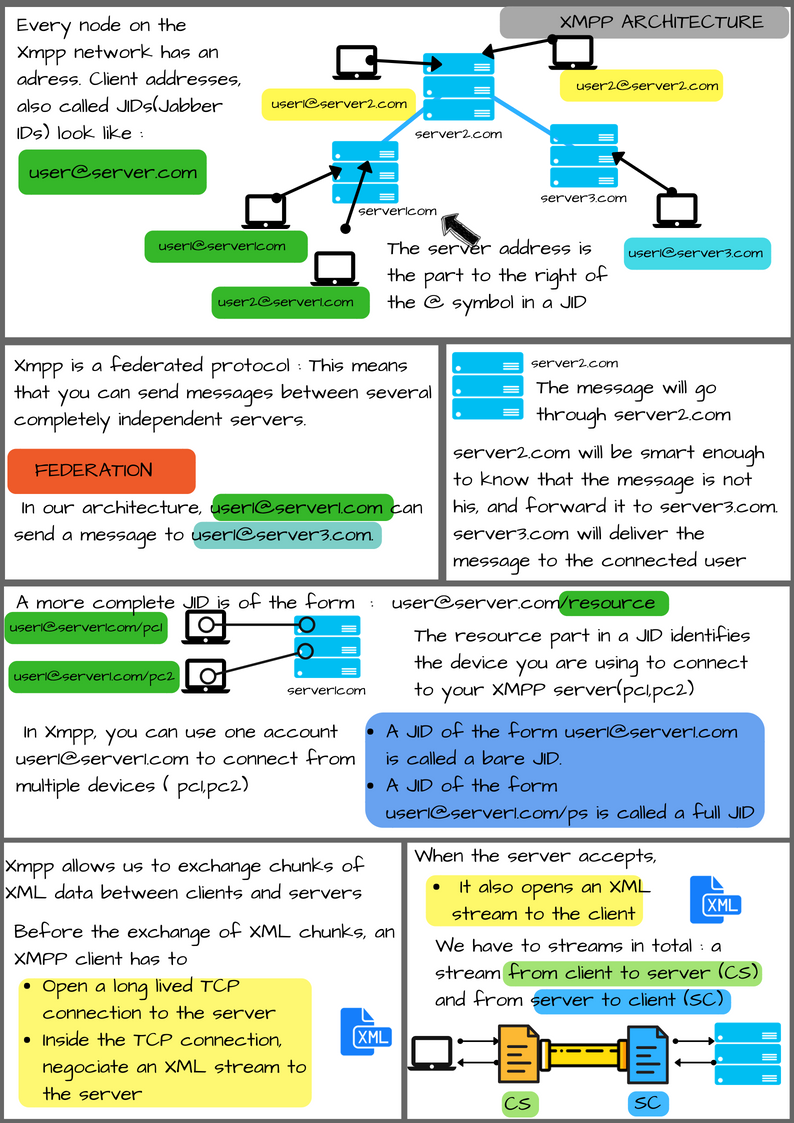 XMPP ARCHITECTURE
Every node on the
Xmpp network has an
adress. Client addresses,
also called JIDs(Jabber
IDs) look like :
user@server.com
user1@server2.com
user2@server2.com
server2.com
server1com
server3.com
user1@server1com
user2@server1.com
user1@server3.com
The server address is
the part to the right of
the @ symbol in a JID
Xmpp is a federated protocol : This means
that you can send messages between several
completely independent servers.
FEDERATION
In our architecture, user1@server1.com can
send a message to user1@server3.com.
server2.com
The message will go
through server2.com
server2.com will be smart enough
to know that the message is not
his, and forward it to server3.com.
server3.com will deliver the
message to the connected user
A more complete JID is of the form : user@server.com/resource
user1@server1com/pc1
user1@server1.com/pc2
server1com
The resource part in a JID identifies
the device you are using to connect
to your XMPP server(pc1,pc2)
In Xmpp, you can use one account
user1@server1.com to connect from
multiple devices ( pc1,pc2)
• A JID of the form user1@server1.com
is called a bare JID.
• A JID of the form
user1@server1.com/ps is called a full JID
Xmpp allows us to exchange chunks of
XML data between clients and servers
Before the exchange of XML chunks, an
XMPP client has to
• Open a long lived TCP
connection to the server
• Inside the TCP connection,
negociate an XML stream to
the server
XML
When the server accepts,
• It also opens an XML
stream to the client
XML
We have to streams in total : a
stream from client to server (CS)
and from server to client (SC)
CS
SC